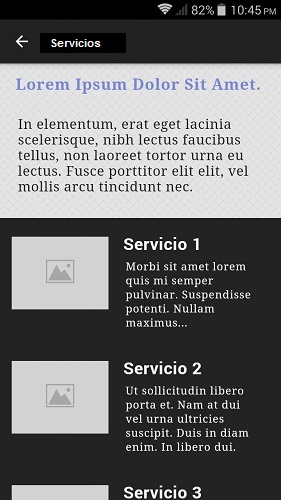 82% 10:45 PM
Servicios
Lorem Ipsum Dolor Sit Amet.
In elementum, erat eget lacinia
scelerisque, nibh lectus faucibus
tellus, non laoreet tortor urna eu
lectus. Fusce porttitor elit elit, vel
mollis arcu tincidunt nec.
Servicio 1
Morbi sit amet lorem
quis mi semper
pulvinar. Suspendisse
potenti. Nullam
maximus...
Servicio 2
Ut sollicitudin libero
porta et. Nam at dui
vel urna ultricies
suscipit. Duis in diam
enim. In libero dui.
Servicio 3